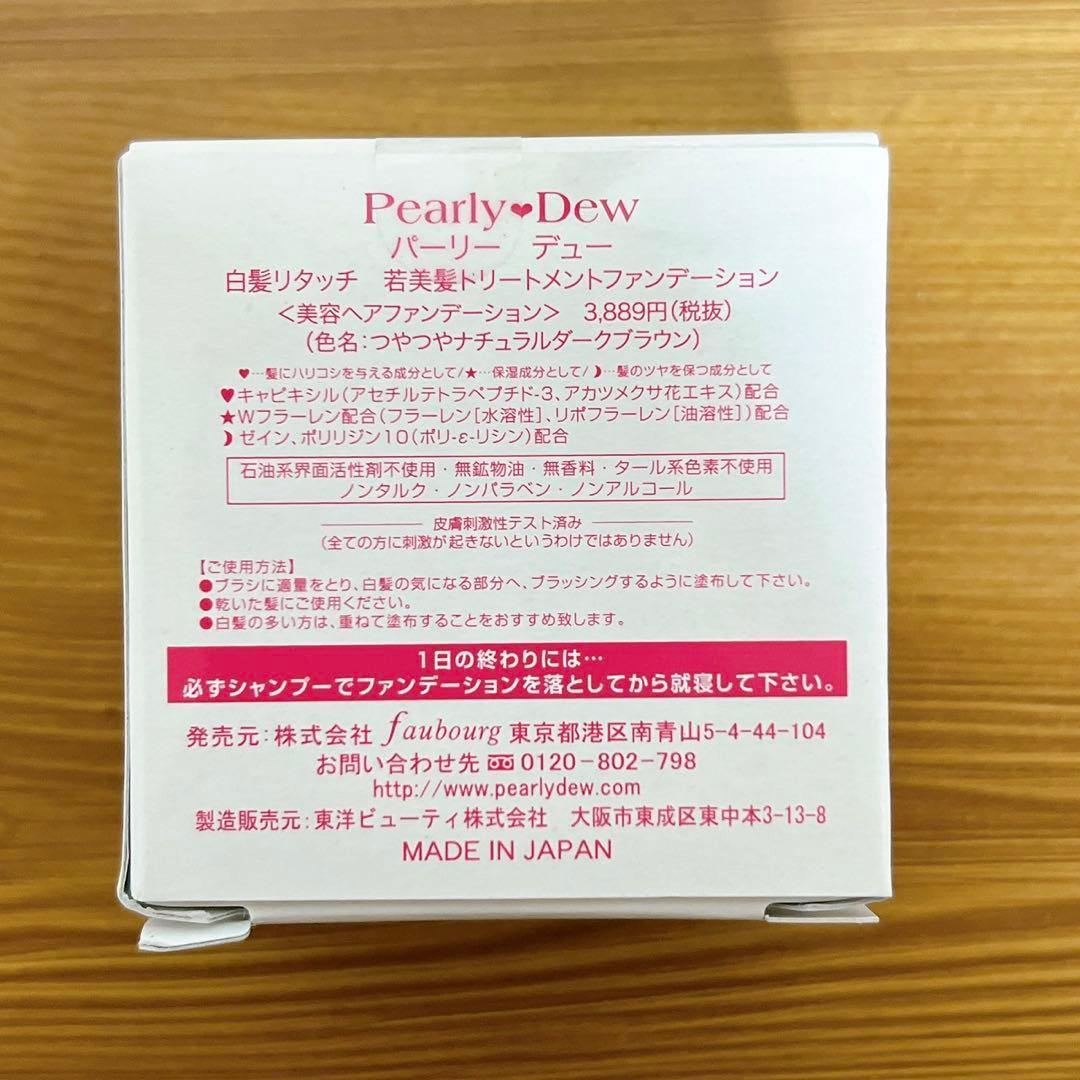 Pearly♥Dew
パーリー デュー
白髪リタッチ 若美髪トリートメントファンデーション
＜美容ヘアファンデーション＞ 3,889円(税抜)
(色名:つやつやナチュラルダークブラウン)
♥…髪にハリコシを与える成分として/★…保湿成分として/☽…髪のツヤを保つ成分として
♥キャピキシル(アセチルテトラペプチド-3、アカツメクサ花エキス)配合
★Wフラーレン配合(フラーレン[水溶性]、リポフラーレン[油溶性])配合
☽ゼイン、ポリリジン10(ポリ-ε-リシン)配合
石油系界面活性剤不使用・無鉱物油・無香料・タール系色素不使用
ノンタルク・ノンパラベン・ノンアルコール
皮膚刺激性テスト済み
(全ての方に刺激が起きないというわけではありません)
【ご使用方法】
●ブラシに適量をとり、白髪の気になる部分へ、ブラッシングするように塗布して下さい。
●乾いた髪にご使用ください。
●白髪の多い方は、重ねて塗布することをおすすめ致します。
1日の終わりには…
必ずシャンプーでファンデーションを落としてから就寝して下さい。
発売元:株式会社 faubourg 東京都港区南青山5-4-44-104
お問い合わせ先 0120-802-798
http://www.pearlydew.com
製造販売元:東洋ビューティ株式会社 大阪市東成区東中本3-13-8
MADE IN JAPAN